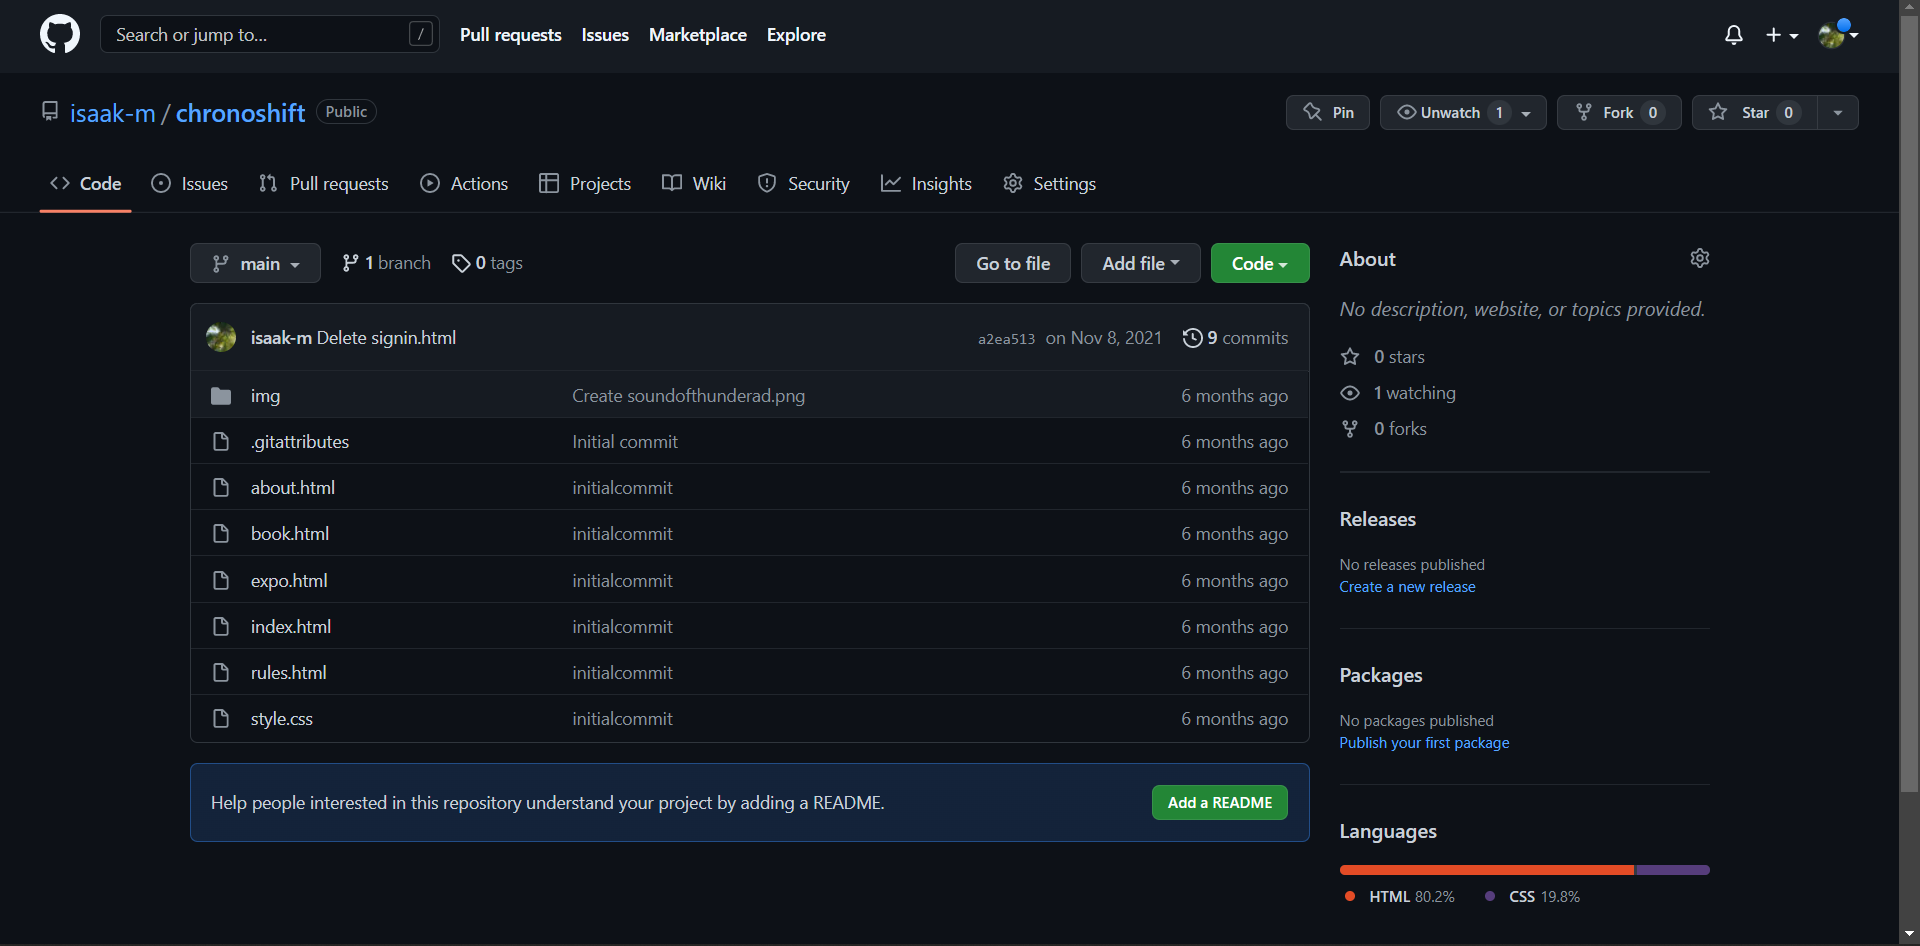 Search or jump to... /
Pull requests Issues Marketplace Explore
isaak-m / chronoshift Public
Pin Unwatch 1 Fork 0 Star 0
Code Issues Pull requests Actions Projects Wiki Security Insights Settings
main 1 branch 0 tags Go to file Add file Code
isaak-m Delete signin.html a2ea513 on Nov 8, 2021 9 commits
img Create soundofthunderad.png 6 months ago
.gitattributes Initial commit 6 months ago
about.html initialcommit 6 months ago
book.html initialcommit 6 months ago
expo.html initialcommit 6 months ago
index.html initialcommit 6 months ago
rules.html initialcommit 6 months ago
style.css initialcommit 6 months ago
Help people interested in this repository understand your project by adding a README. Add a README
About
No description, website, or topics provided.
0 stars
1 watching
0 forks
Releases
No releases published
Create a new release
Packages
No packages published
Publish your first package
Languages
HTML 80.2% CSS 19.8%